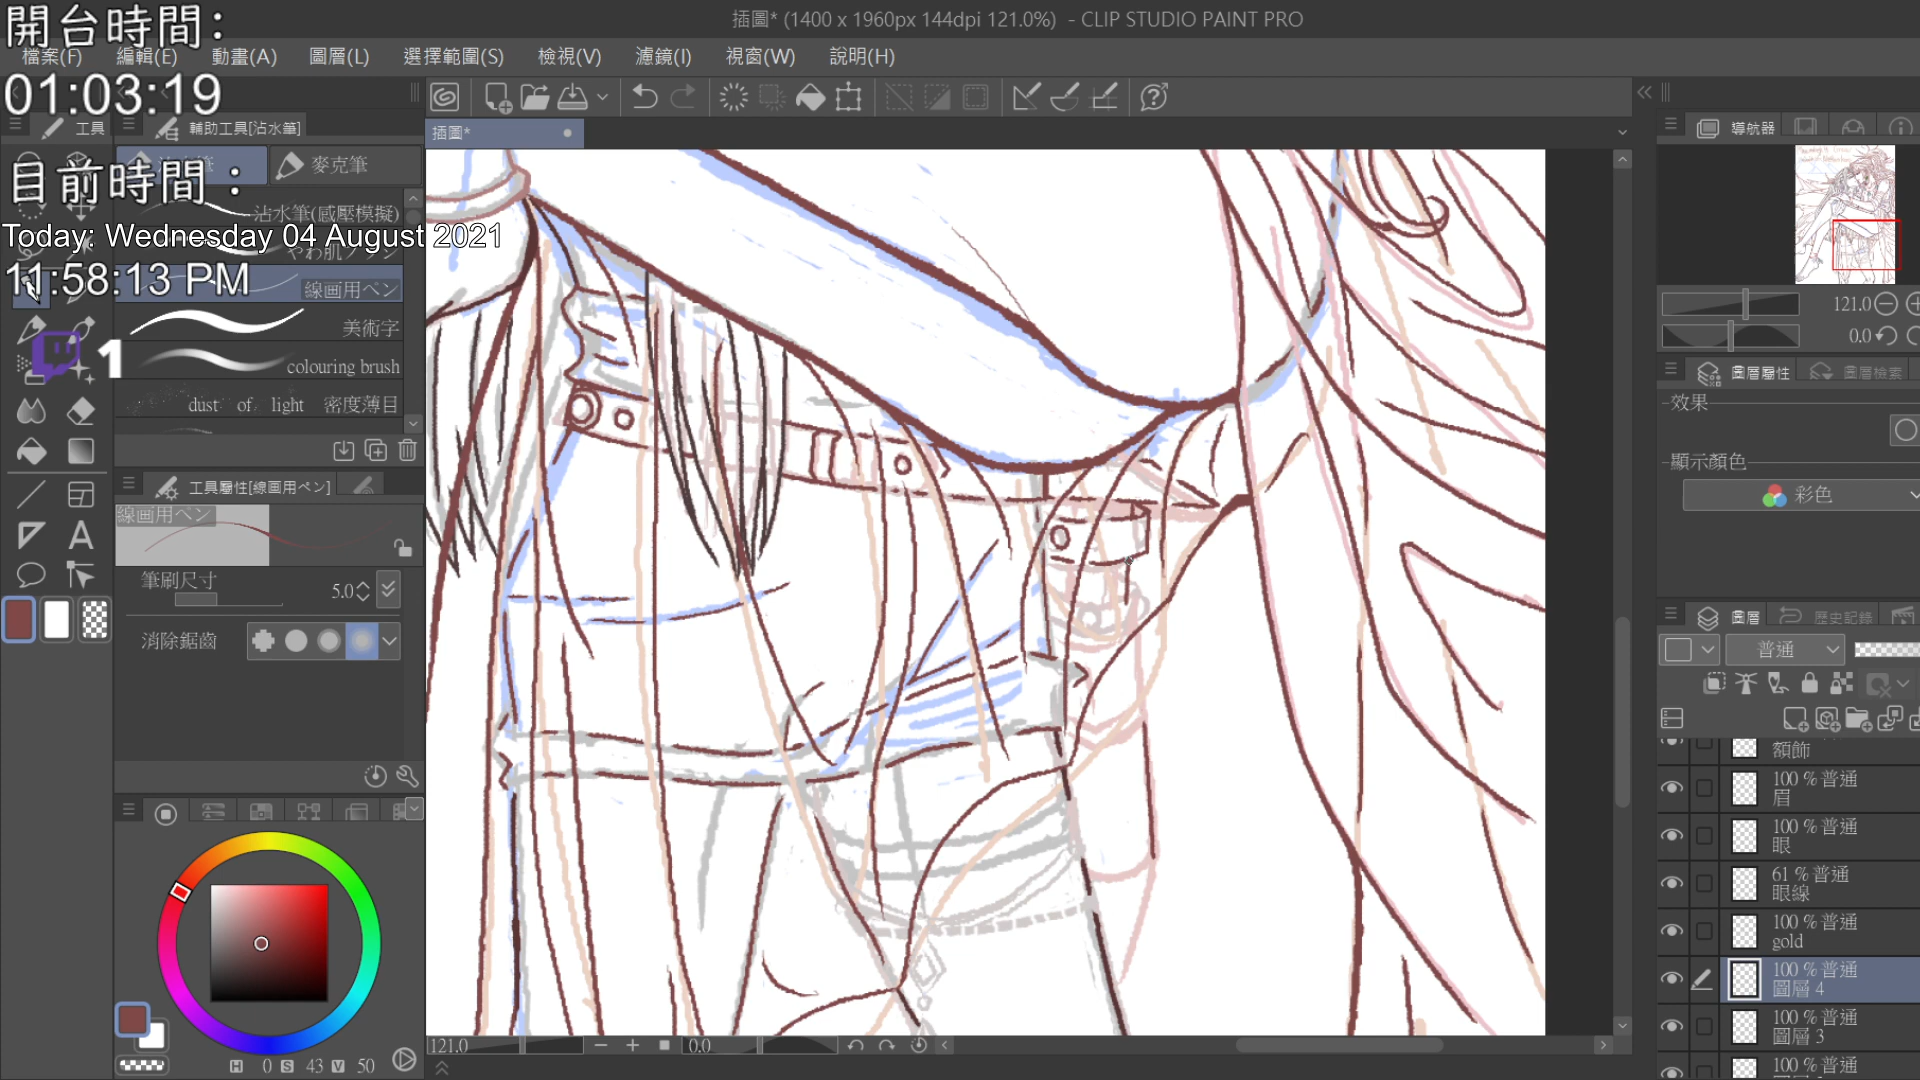 插圖* (1400 x 1960px 144dpi 121.0%) - CLIP STUDIO PAINT PRO
開台時間:
檔案(F) 編輯(E) 動畫(A) 圖層(L) 選擇範圍(S) 檢視(V) 濾鏡(I) 視窗(W) 說明(H)
01:03:19
工具
輔助工具[沾水筆]
插圖*
導航器
目前時間:
麥克筆
沾水筆(感壓模擬)
Today: Wednesday 04 August 2021
11:58:13 PM
線画用ペン
美術字
1
colouring brush
dust of light 密度薄目
工具屬性[線画用ペン]
線画用ペン
筆刷尺寸
5.0
消除鋸齒
H 0 S 43 V 50
121.0
0.0
121.0
0.0
圖層屬性
圖層檢索
效果
顯示顏色
彩色
圖層
歷史記錄
普通
額飾
100 % 普通
眉
100 % 普通
眼
61 % 普通
眼線
100 % 普通
gold
100 % 普通
圖層 4
100 % 普通
圖層 3
100 % 普通